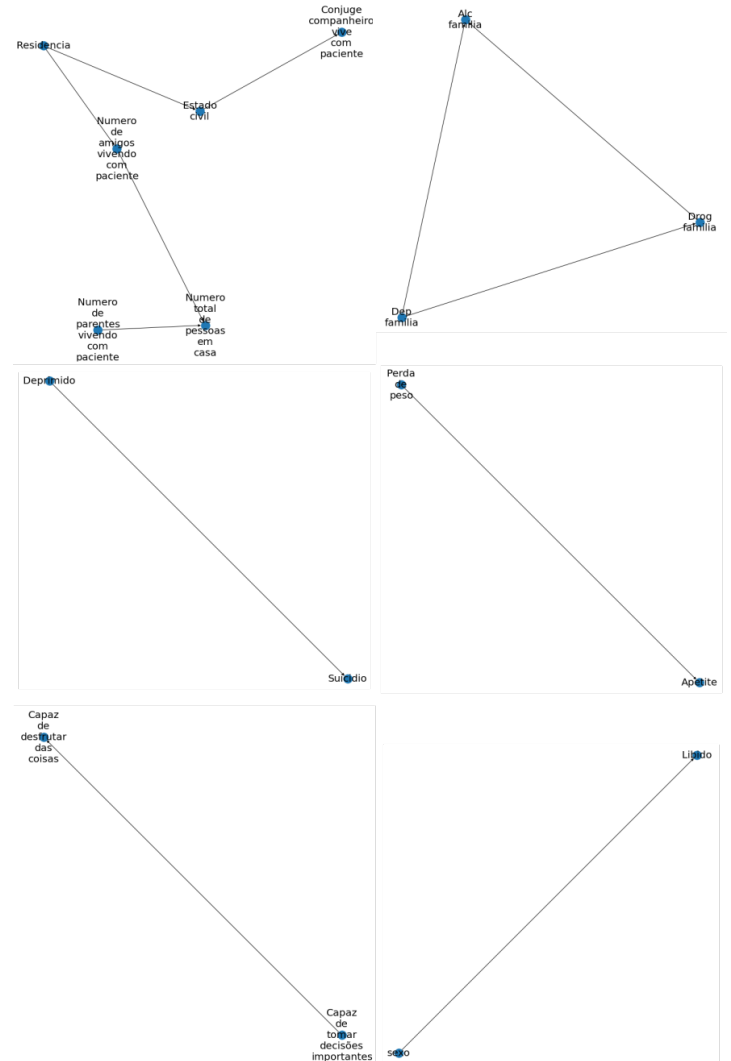 Conjuge
companheiro
vive
com
paciente
Residencia
Estado
civil
Numero
de
amigos
vivendo
com
paciente
Numero
de
parentes
vivendo
com
paciente
Numero
total
de
pessoas
em
casa
Alc
familia
Drog
familia
Dep
familia
Deprimido
Suicidio
Perda
de
peso
Apetite
Capaz
de
desfrutar
das
coisas
Capaz
de
tomar
decisões
importantes
Libido
sexo